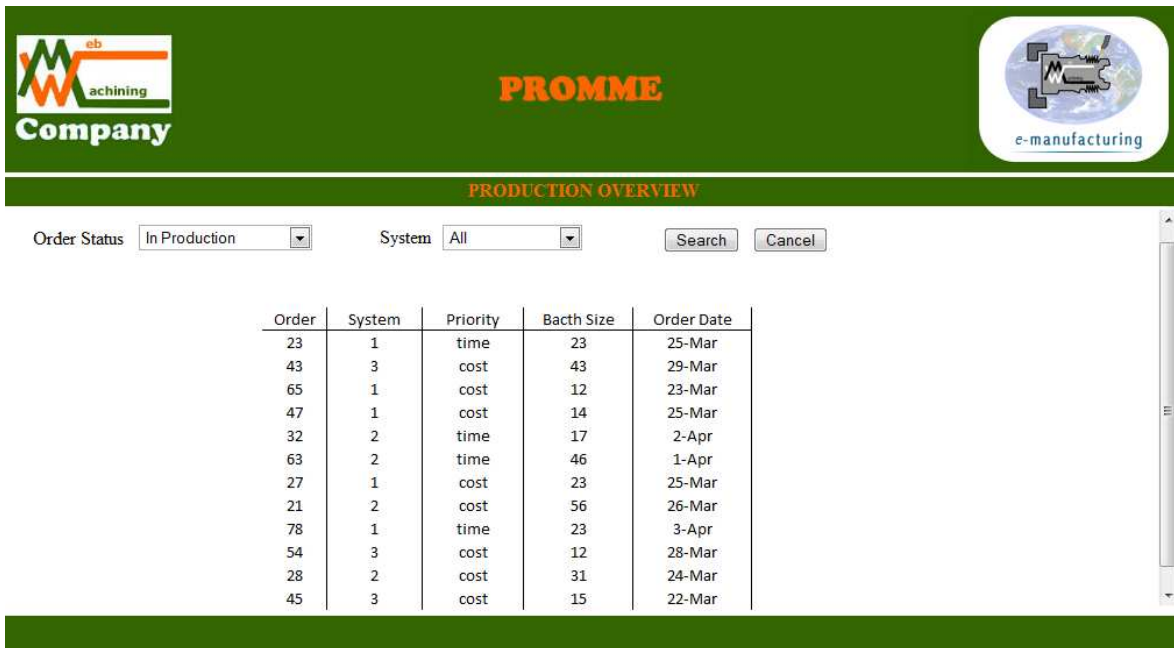 eb
achining
Company
PROMME
achining
e-manufacturing
PRODUCTION OVERVIEW
Order Status In Production System All Search Cancel
Order System Priority Bacth Size Order Date
23 1 time 23 25-Mar
43 3 cost 43 29-Mar
65 1 cost 12 23-Mar
47 1 cost 14 25-Mar
32 2 time 17 2-Apr
63 2 time 46 1-Apr
27 1 cost 23 25-Mar
21 2 cost 56 26-Mar
78 1 time 23 3-Apr
54 3 cost 12 28-Mar
28 2 cost 31 24-Mar
45 3 cost 15 22-Mar